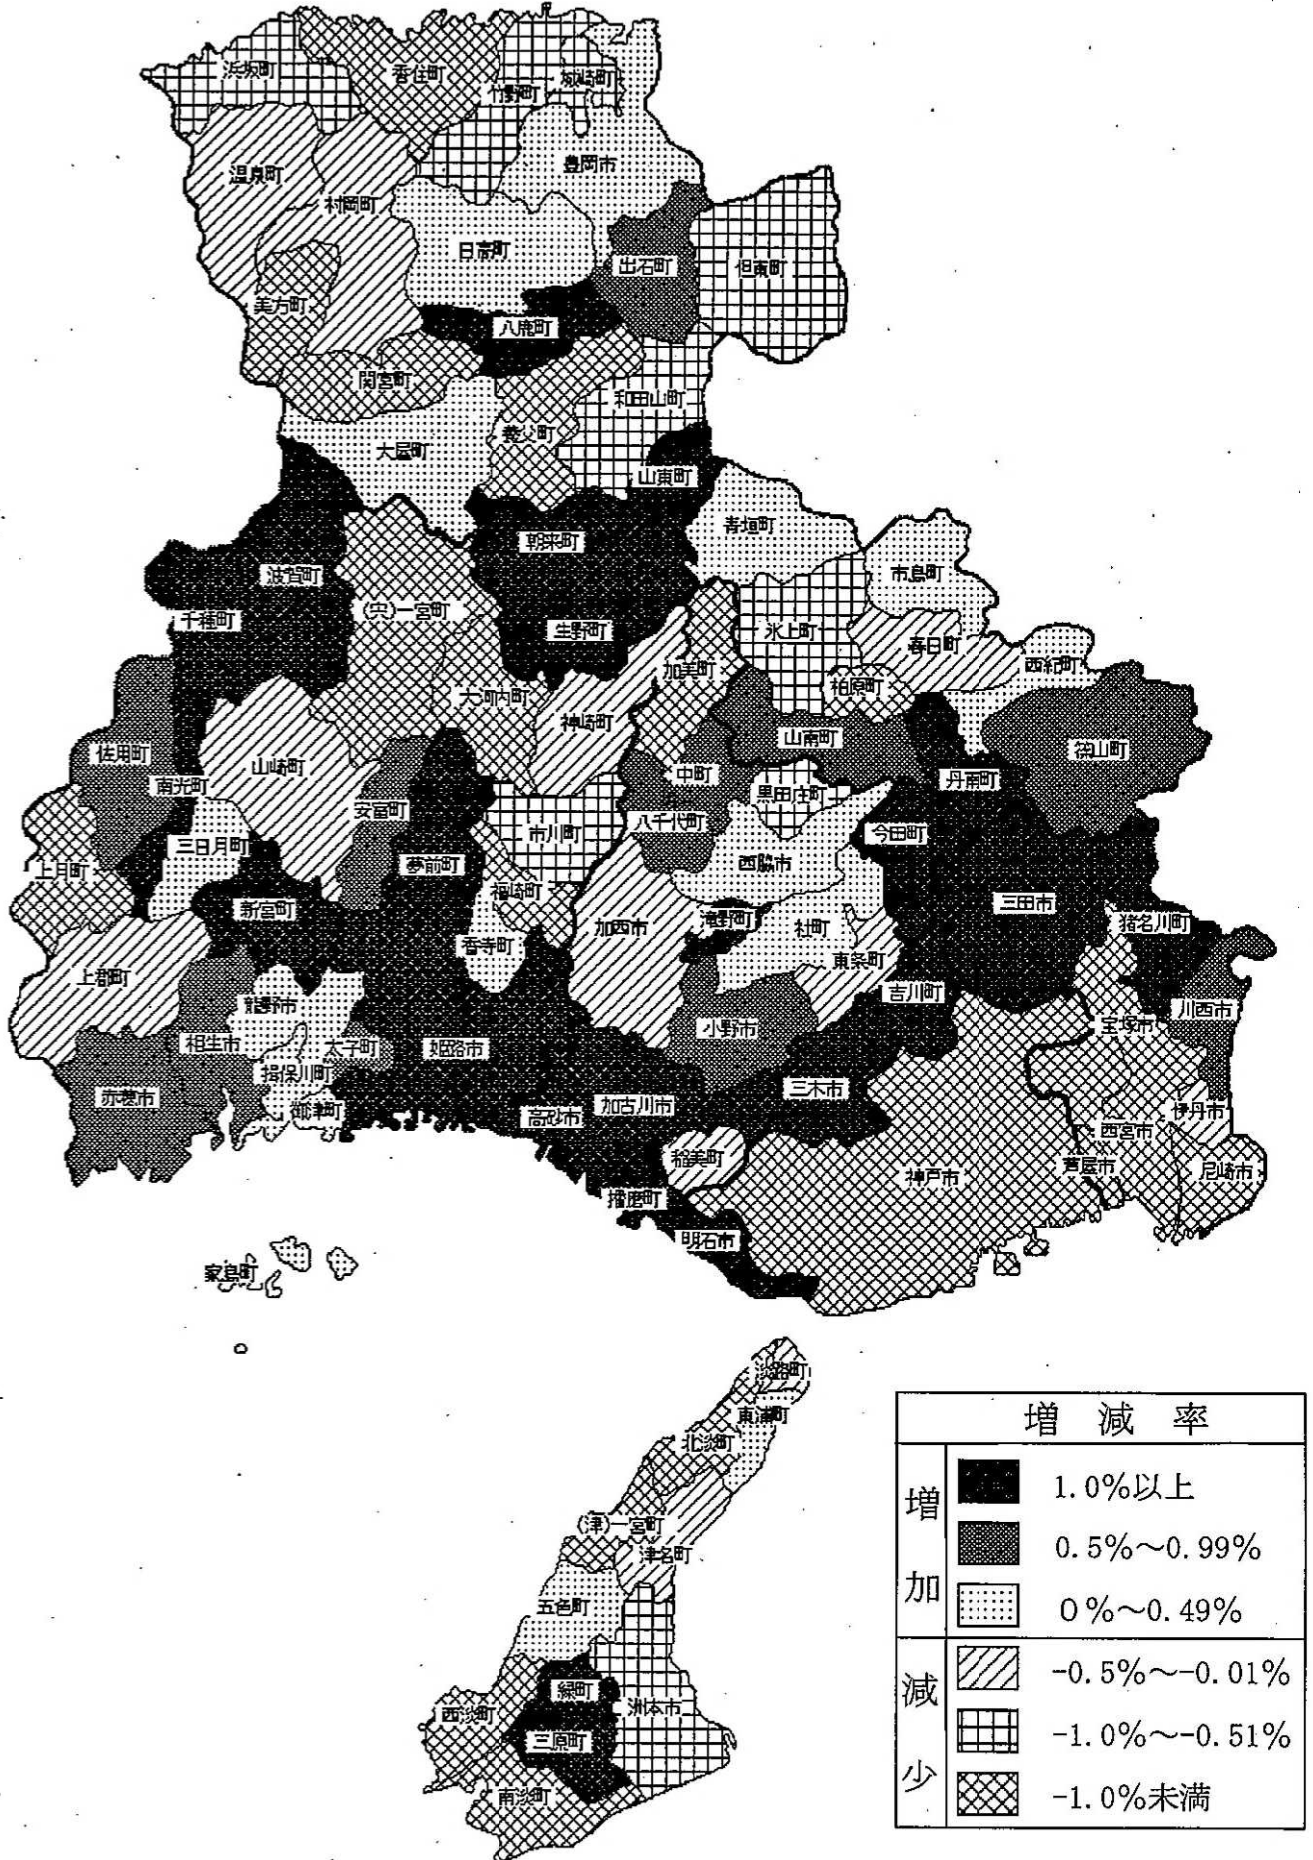 浜坂町
香住町
竹野町
城崎町
豊岡市
温泉町
村岡町
日高町
出石町
但東町
美方町
八鹿町
関宮町
和田山町
養父町
大屋町
山東町
青垣町
朝来町
市島町
波賀町
千種町
(宍)一宮町
生野町
氷上町
春日町
加美町
西紀町
柏原町
大河内町
神崎町
山南町
篠山町
佐用町
南光町
山崎町
中町
丹南町
安富町
黒田庄町
八千代町
市川町
今田町
三日月町
上月町
夢前町
西脇市
福崎町
新宮町
三田市
猪名川町
加西市
滝野町
社町
香寺町
東条町
上郡町
龍野市
吉川町
川西市
小野市
宝塚市
相生市
太子町
姫路市
揖保川町
赤穂市
御津町
高砂市
加古川市
三木市
伊丹市
西宮市
稲美町
神戸市
芦屋市
尼崎市
播磨町
明石市
家島町
淡路町
東浦町
北淡町
(津)一宮町
津名町
五色町
緑町
洲本市
西淡町
三原町
南淡町
増減率
増加
1.0%以上
0.5%～0.99%
0%～0.49%
減少
-0.5%～-0.01%
-1.0%～-0.51%
-1.0%未満